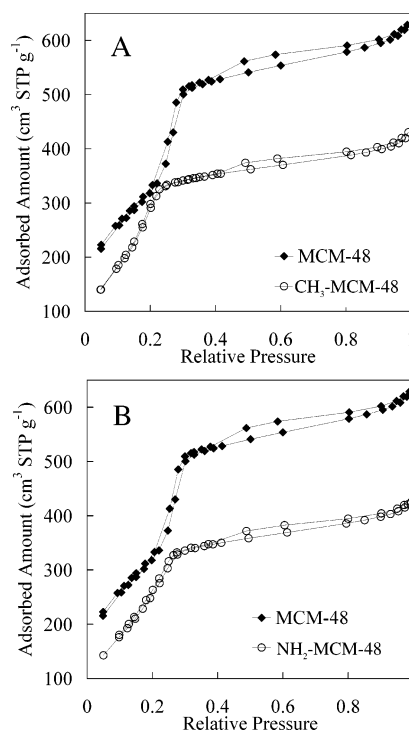 A
Adsorbed Amount (cm³ STP g⁻¹)
600
500
400
300
200
100
0
0.2
0.4
0.6
0.8
1
MCM-48
CH₃-MCM-48
Relative Pressure
B
Adsorbed Amount (cm³ STP g⁻¹)
600
500
400
300
200
100
0
0.2
0.4
0.6
0.8
1
MCM-48
NH₂-MCM-48
Relative Pressure